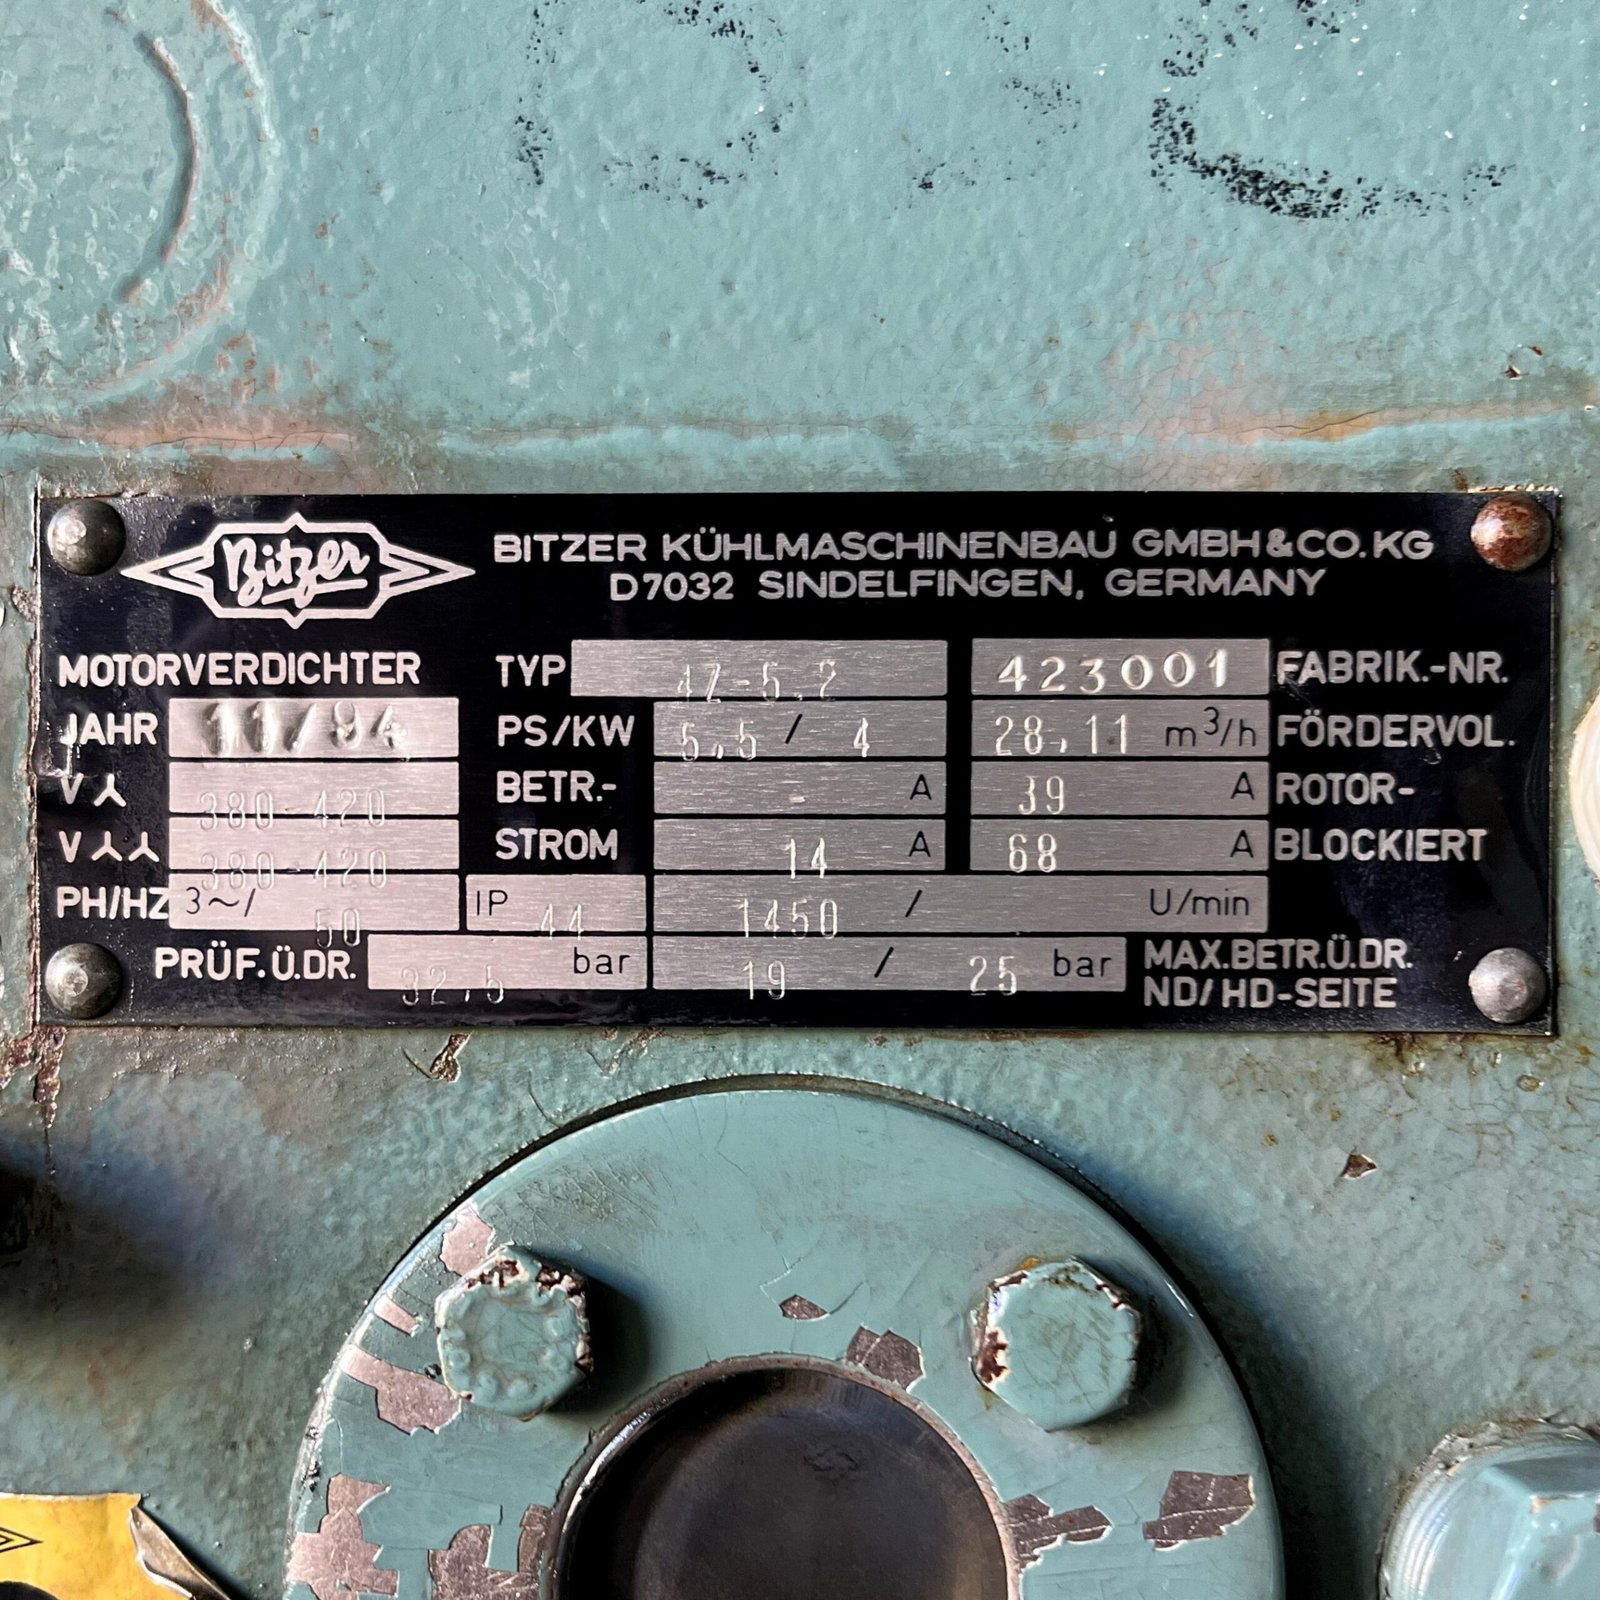 Bitzer
BITZER KÜHLMASCHINENBAU GMBH & CO. KG
D7032 SINDELFINGEN, GERMANY
MOTORVERDICHTER TYP 4Z-5.2 423001 FABRIK.-NR.
JAHR 11/94 PS/KW 5,5 / 4 28,11 m³/h FÖRDERVOL.
V 人 380-420 BETR.- - A 39 A ROTOR-
V 人人 380-420 STROM 14 A 68 A BLOCKIERT
PH/HZ 3~/ 50 IP 44 1450 / U/min
PRÜF.Ü.DR. 32,5 bar 19 / 25 bar MAX.BETR.Ü.DR.
ND/HD-SEITE